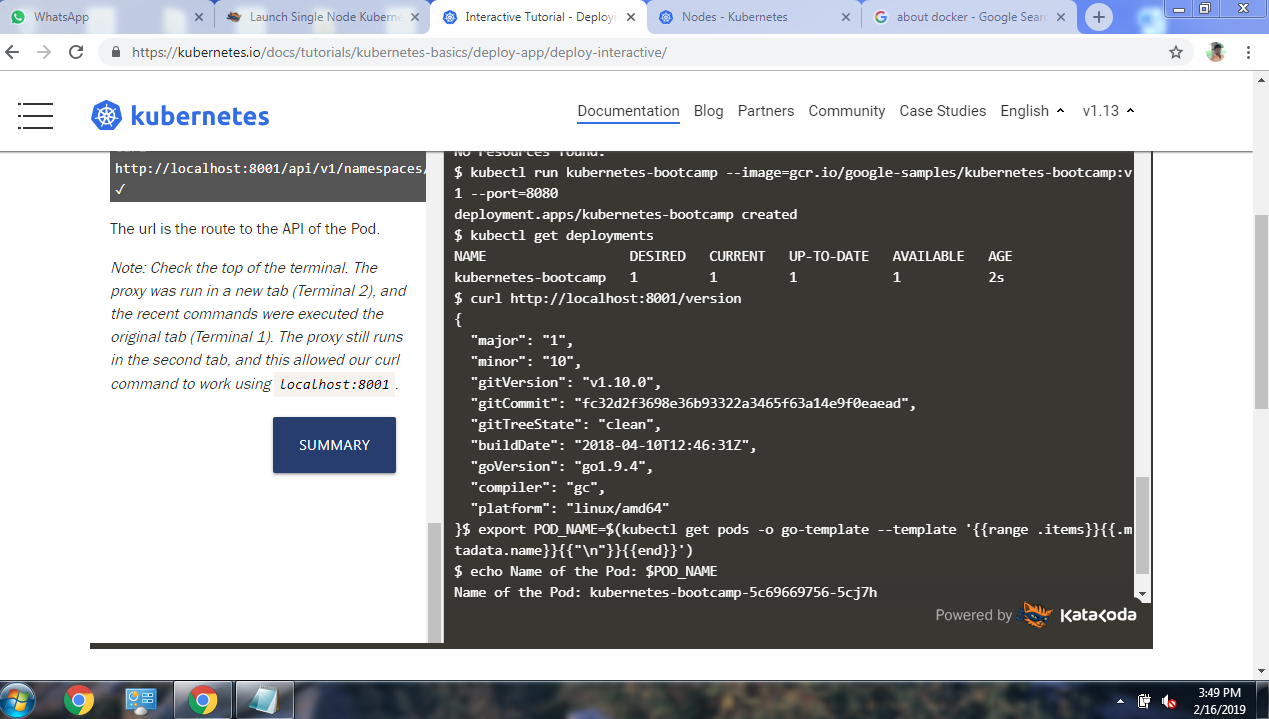 WhatsApp
Launch Single Node Kuberne
Interactive Tutorial - Deployi
Nodes - Kubernetes
about docker - Google Sear
https://kubernetes.io/docs/tutorials/kubernetes-basics/deploy-app/deploy-interactive/
kubernetes
Documentation Blog Partners Community Case Studies English v1.13
http://localhost:8001/api/v1/namespaces/
✓
The url is the route to the API of the Pod.
Note: Check the top of the terminal. The
proxy was run in a new tab (Terminal 2), and
the recent commands were executed the
original tab (Terminal 1). The proxy still runs
in the second tab, and this allowed our curl
command to work using localhost:8001.
SUMMARY
No resources found.
$ kubectl run kubernetes-bootcamp --image=gcr.io/google-samples/kubernetes-bootcamp:v
1 --port=8080
deployment.apps/kubernetes-bootcamp created
$ kubectl get deployments
NAME DESIRED CURRENT UP-TO-DATE AVAILABLE AGE
kubernetes-bootcamp 1 1 1 1 2s
$ curl http://localhost:8001/version
{
"major": "1",
"minor": "10",
"gitVersion": "v1.10.0",
"gitCommit": "fc32d2f3698e36b93322a3465f63a14e9f0eaead",
"gitTreeState": "clean",
"buildDate": "2018-04-10T12:46:31Z",
"goVersion": "go1.9.4",
"compiler": "gc",
"platform": "linux/amd64"
}$ export POD_NAME=$(kubectl get pods -o go-template --template '{{range .items}}{{.m
tadata.name}}{{"\n"}}{{end}}')
$ echo Name of the Pod: $POD_NAME
Name of the Pod: kubernetes-bootcamp-5c69669756-5cj7h
Powered by Katacoda
3:49 PM
2/16/2019